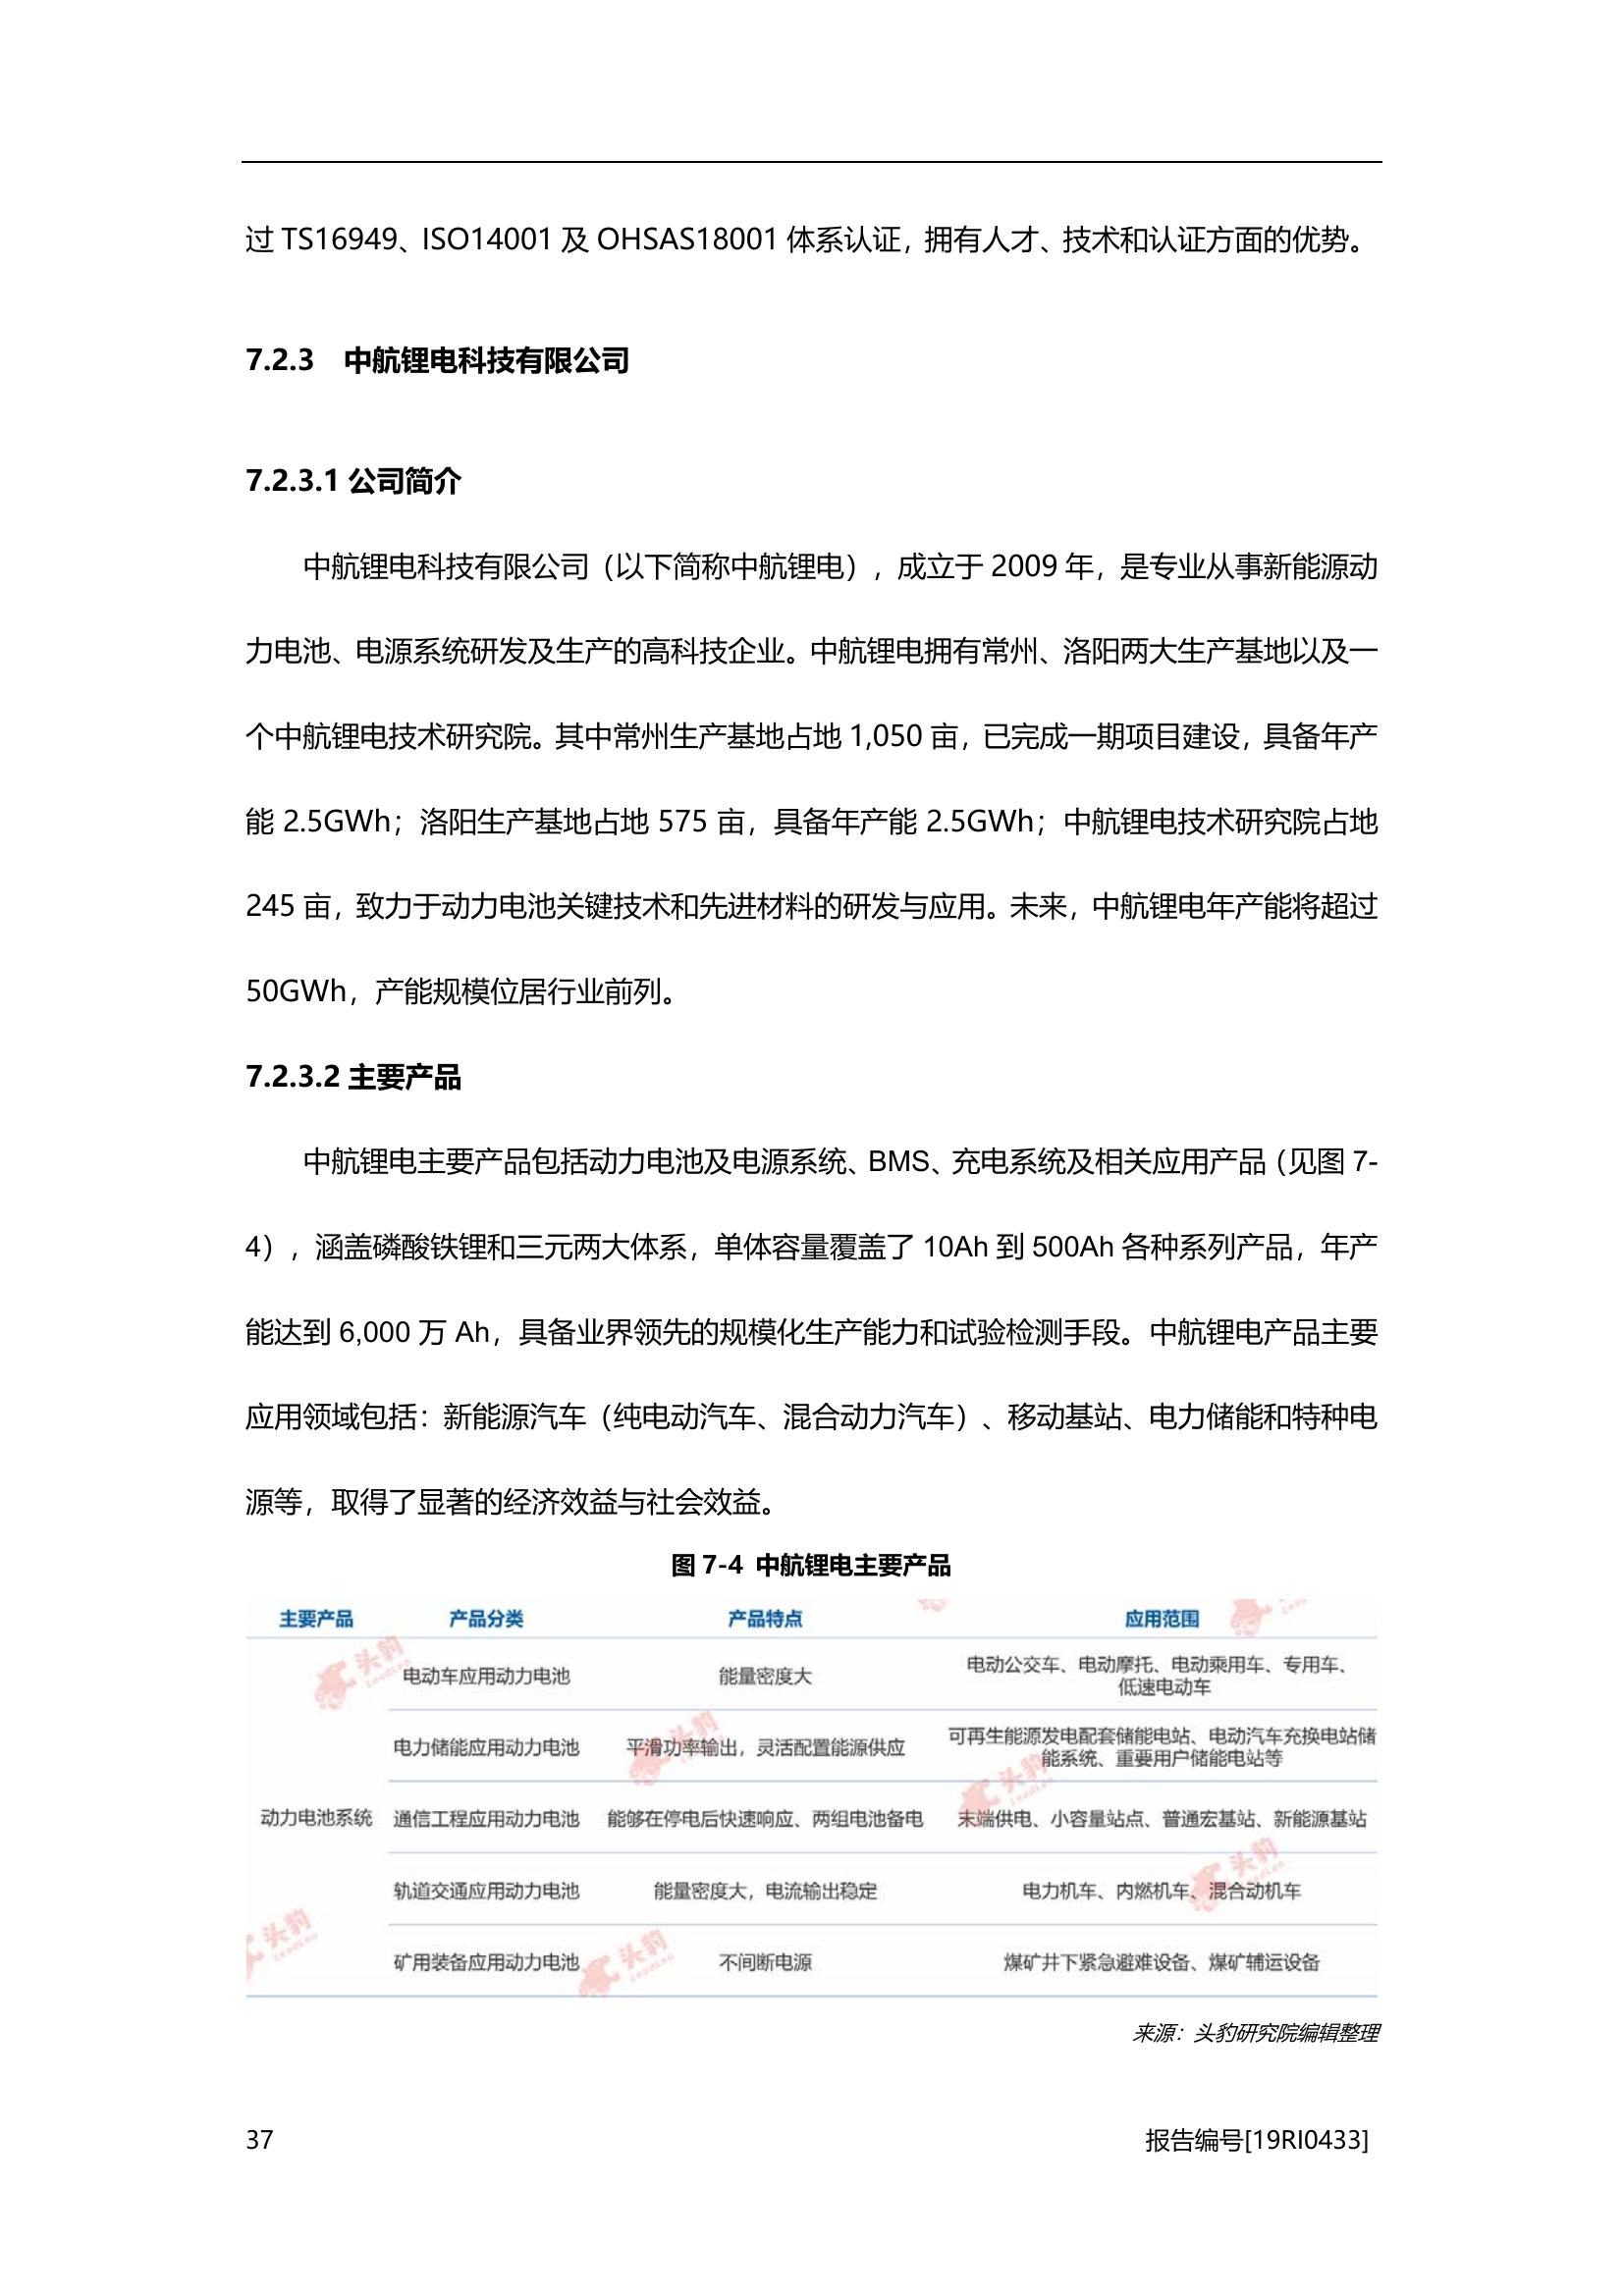 过 TS16949、ISO14001 及 OHSAS18001 体系认证，拥有人才、技术和认证方面的优势。
7.2.3 中航锂电科技有限公司
7.2.3.1 公司简介
中航锂电科技有限公司（以下简称中航锂电），成立于 2009 年，是专业从事新能源动
力电池、电源系统研发及生产的高科技企业。中航锂电拥有常州、洛阳两大生产基地以及一
个中航锂电技术研究院。其中常州生产基地占地 1,050 亩，已完成一期项目建设，具备年产
能 2.5GWh；洛阳生产基地占地 575 亩，具备年产能 2.5GWh；中航锂电技术研究院占地
245 亩，致力于动力电池关键技术和先进材料的研发与应用。未来，中航锂电年产能将超过
50GWh，产能规模位居行业前列。
7.2.3.2 主要产品
中航锂电主要产品包括动力电池及电源系统、BMS、充电系统及相关应用产品（见图 7-
4），涵盖磷酸铁锂和三元两大体系，单体容量覆盖了 10Ah 到 500Ah 各种系列产品，年产
能达到 6,000 万 Ah，具备业界领先的规模化生产能力和试验检测手段。中航锂电产品主要
应用领域包括：新能源汽车（纯电动汽车、混合动力汽车）、移动基站、电力储能和特种电
源等，取得了显著的经济效益与社会效益。
图 7-4 中航锂电主要产品
主要产品 产品分类 产品特点 应用范围
电动车应用动力电池 能量密度大 电动公交车、电动摩托、电动乘用车、专用车、
低速电动车
电力储能应用动力电池 平滑功率输出，灵活配置能源供应 可再生能源发电配套储能电站、电动汽车充换电站储
能系统、重要用户储能电站等
动力电池系统 通信工程应用动力电池 能够在停电后快速响应、两组电池备电 末端供电、小容量站点、普通宏基站、新能源基站
轨道交通应用动力电池 能量密度大，电流输出稳定 电力机车、内燃机车、混合动机车
矿用装备应用动力电池 不间断电源 煤矿井下紧急避难设备、煤矿辅运设备
头豹
LeadLeo
头豹
LeadLeo
头豹
LeadLeo
头豹
LeadLeo
头豹
LeadLeo
头豹
LeadLeo
来源：头豹研究院编辑整理
37 报告编号[19RI0433]